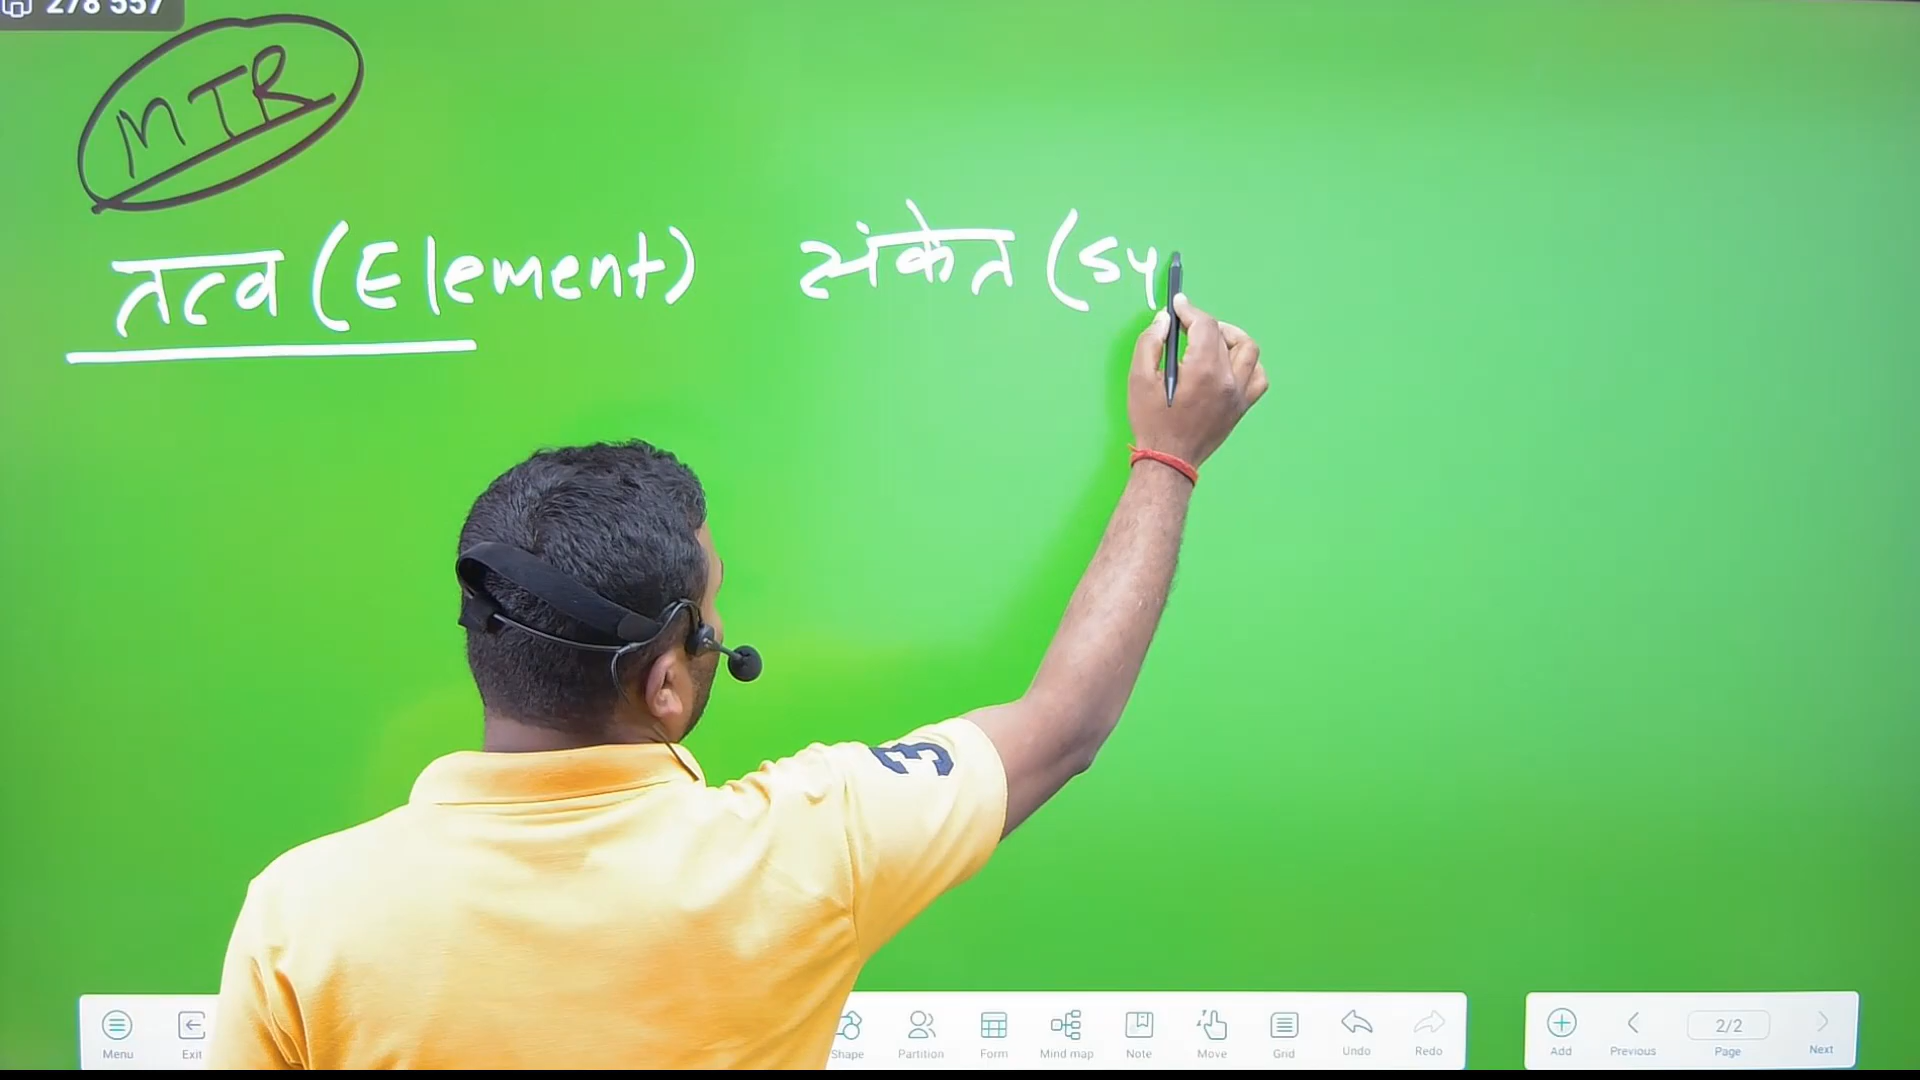 278 557
MTR
तत्व (Element) संकेत (Sy
3
Menu Exit Shape Partition Form Mind map Note Move Grid Undo Redo Add Previous 2/2 Page Next